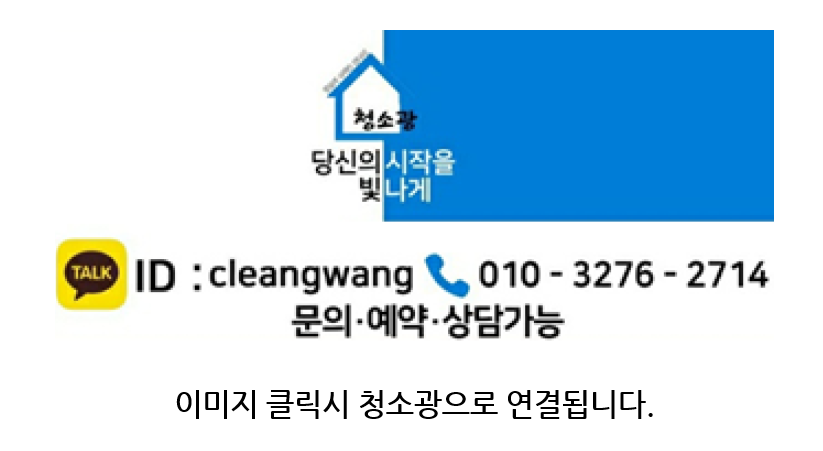 청소광
당신의 시작을
빛나게
TALK ID : cleangwang 010 - 3276 - 2714
문의·예약·상담가능
이미지 클릭시 청소광으로 연결됩니다.